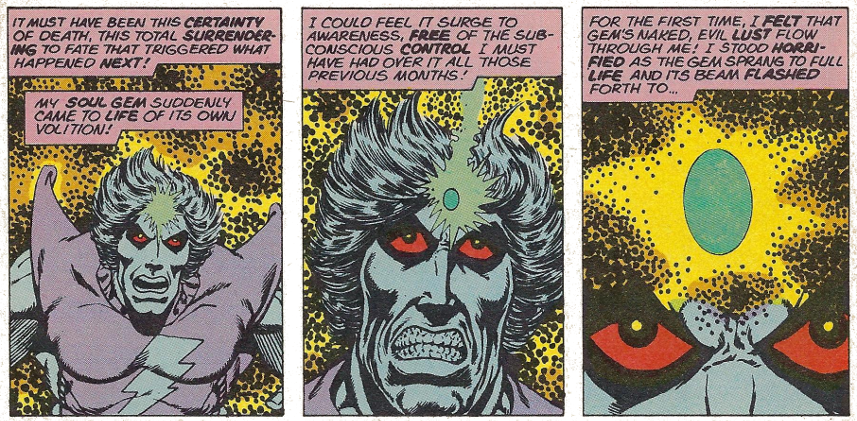 IT MUST HAVE BEEN THIS CERTAINTY
OF DEATH, THIS TOTAL SURRENDER-
ING TO FATE THAT TRIGGERED WHAT
HAPPENED NEXT!
MY SOUL GEM SUDDENLY
CAME TO LIFE OF ITS OWN
VOLITION!
I COULD FEEL IT SURGE TO
AWARENESS, FREE OF THE SUB-
CONSCIOUS CONTROL I MUST
HAVE HAD OVER IT ALL THOSE
PREVIOUS MONTHS!
FOR THE FIRST TIME, I FELT THAT
GEM'S NAKED, EVIL LUST FLOW
THROUGH ME! I STOOD HORRI-
FIED AS THE GEM SPRANG TO FULL
LIFE AND ITS BEAM FLASHED
FORTH TO...